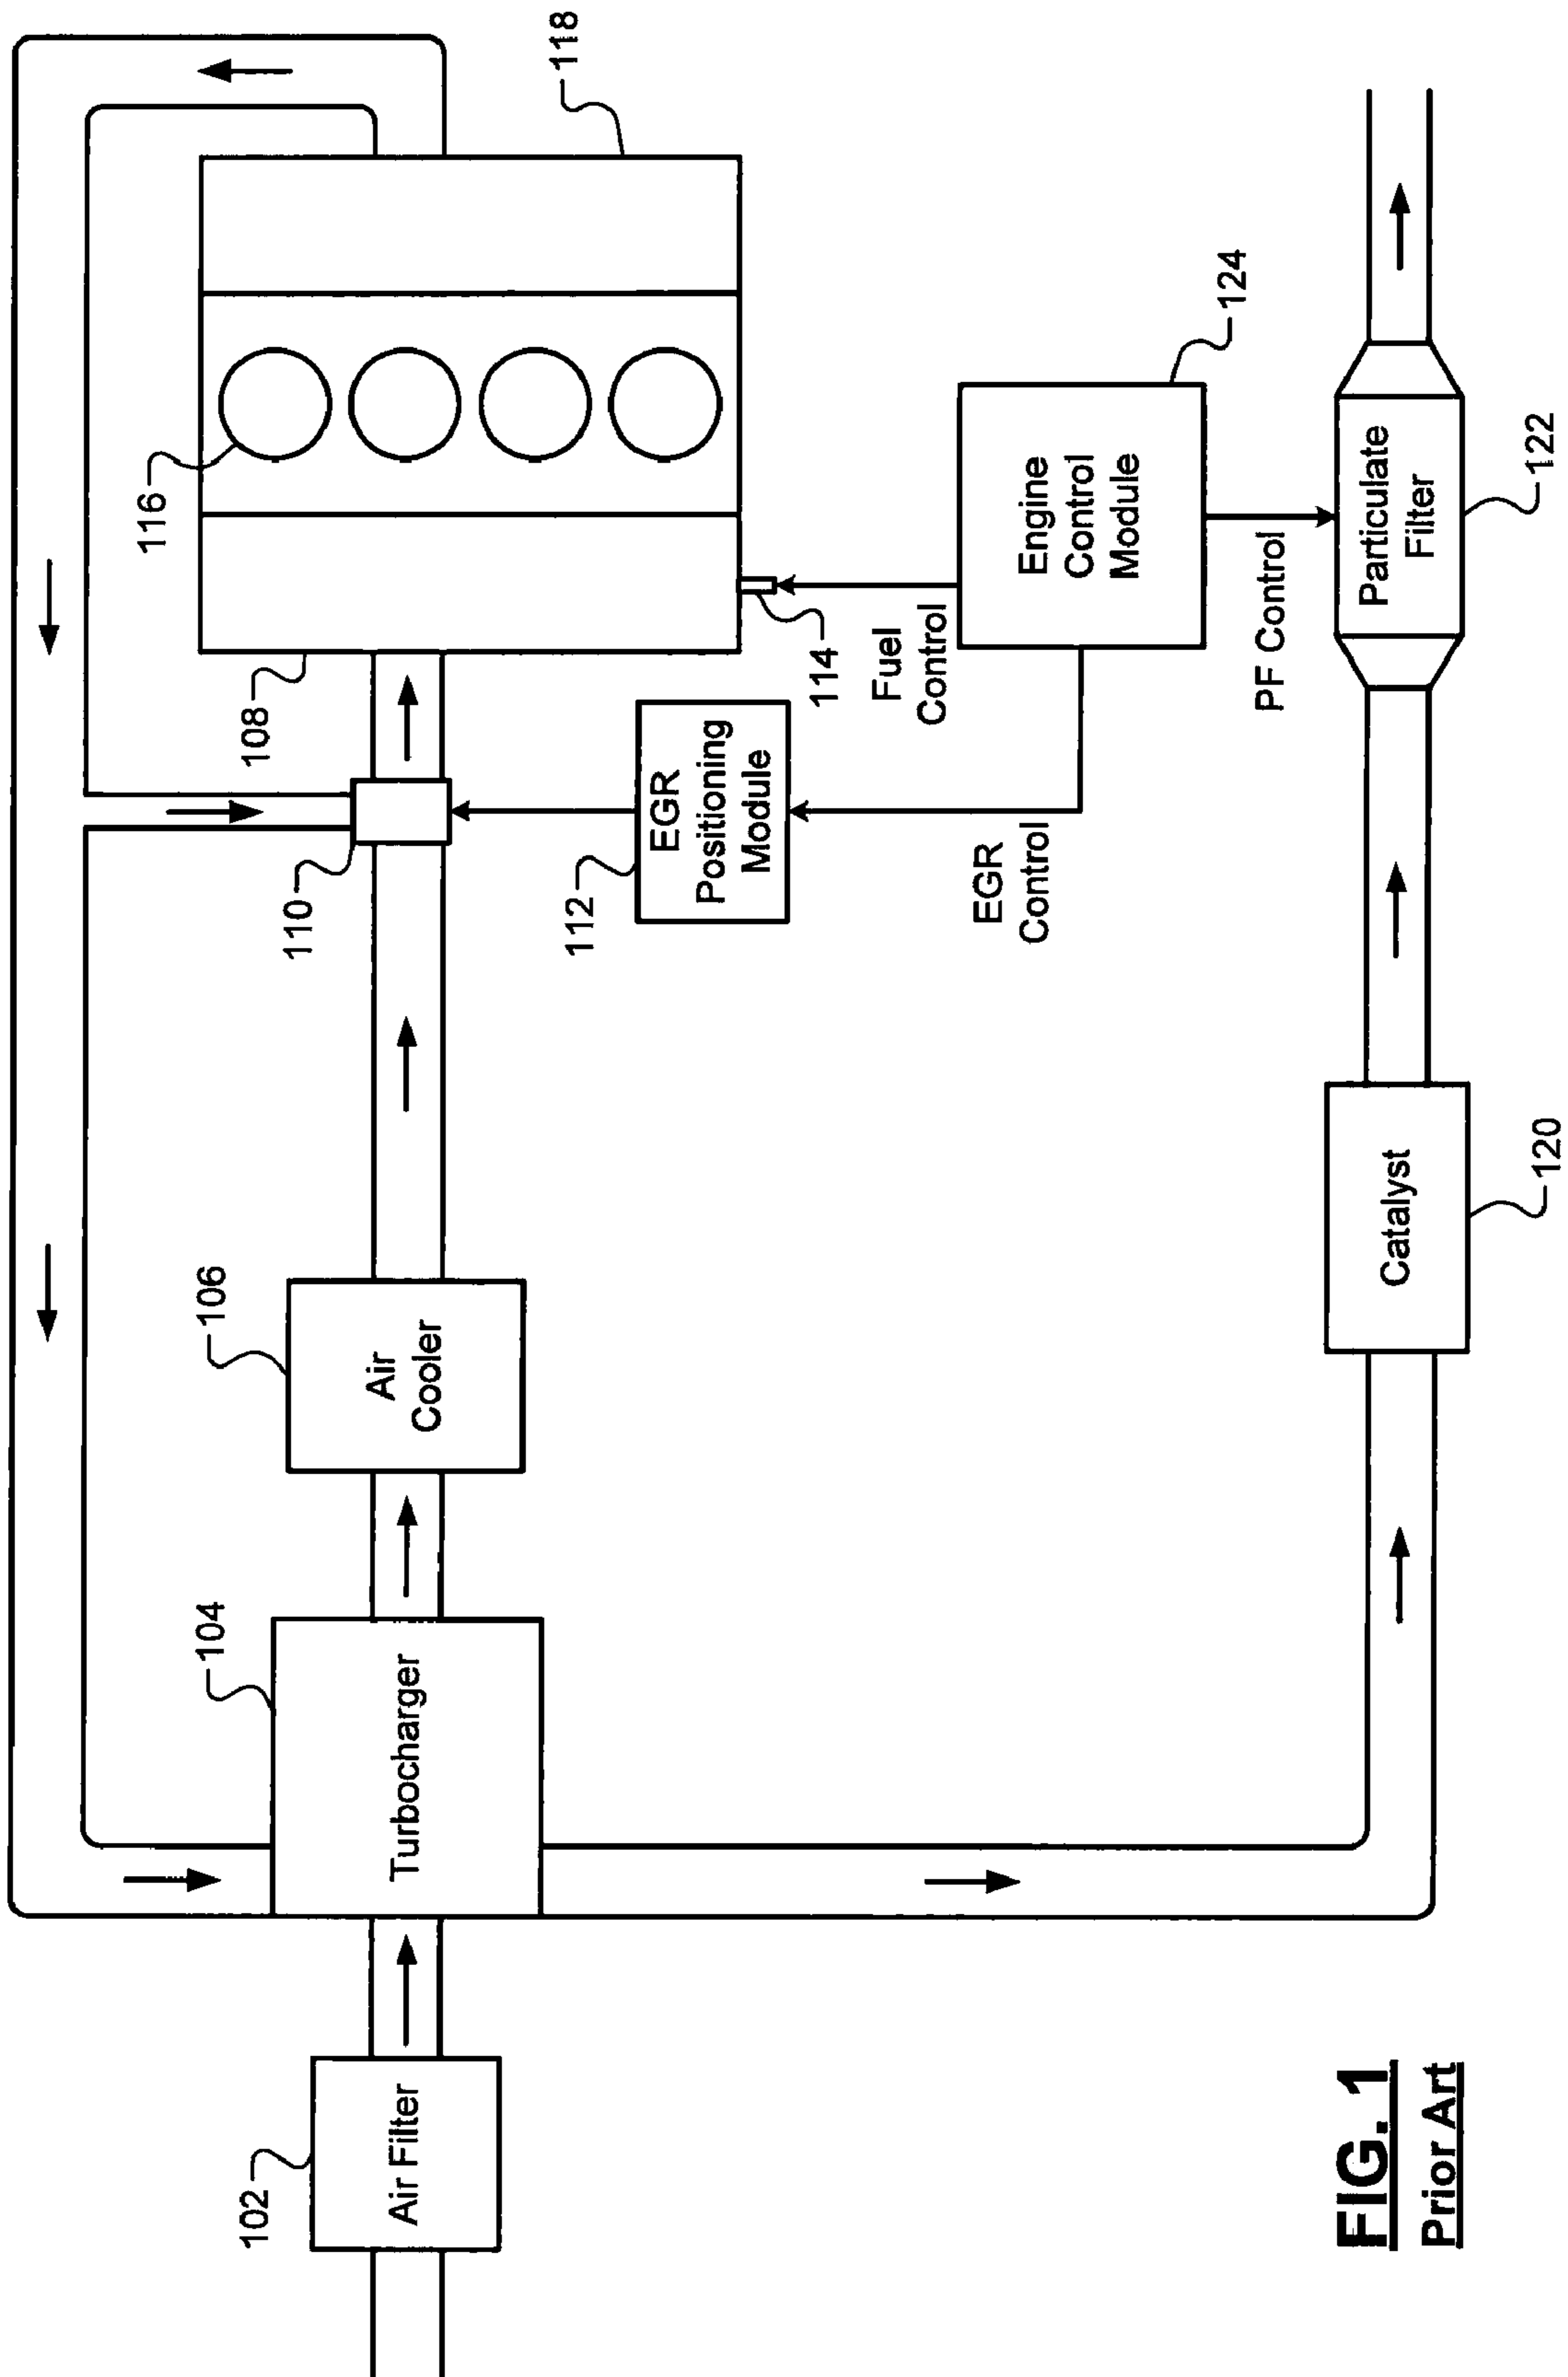 118
116
108
110
106
104
102
Air Filter
Turbocharger
Air
Cooler
112
EGR
Positioning
Module
114
Fuel
Control
EGR
Control
Engine
Control
Module
124
PF Control
Catalyst
120
Particulate
Filter
122
FIG. 1
Prior Art